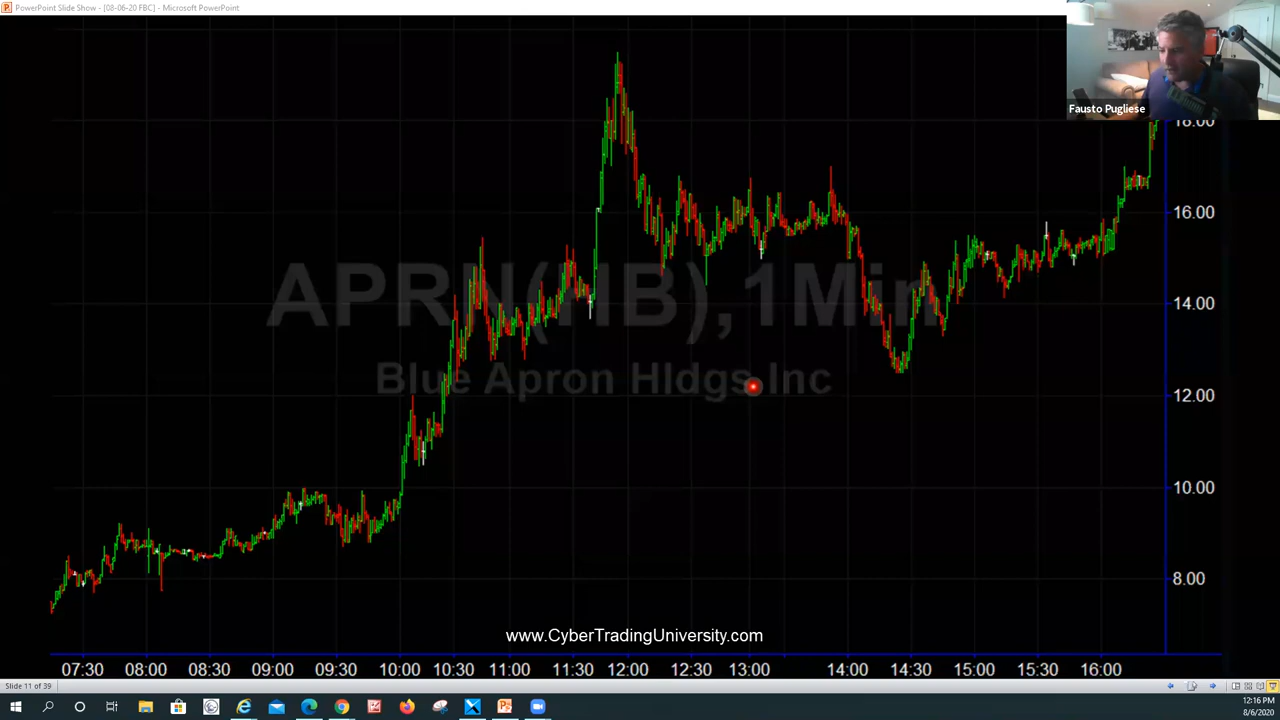 PowerPoint Slide Show - [08-06-20 FBC] - Microsoft PowerPoint
Fausto Pugliese
18.00
16.00
APRN(HB),1Min
14.00
Blue Apron Hldgs Inc
12.00
10.00
8.00
www.CyberTradingUniversity.com
07:30 08:00 08:30 09:00 09:30 10:00 10:30 11:00 11:30 12:00 12:30 13:00 14:00 14:30 15:00 15:30 16:00
Slide 11 of 39
12:16 PM
8/6/2020